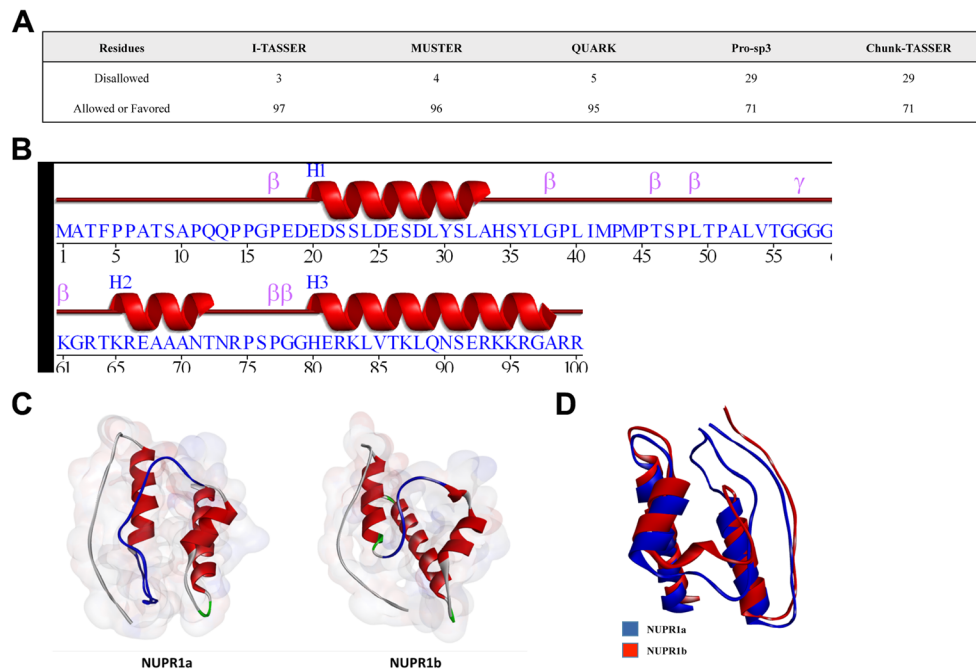 A
Residues I-TASSER MUSTER QUARK Pro-sp3 Chunk-TASSER
Disallowed 3 4 5 29 29
Allowed or Favored 97 96 95 71 71
B
β H1 β β β γ
MATFPPATSAPQQPPGPEDEDSSLDESDLYSLAHSYLGPLIMPMPTSPLTPALVTGGGG
1 5 10 15 20 25 30 35 40 45 50 55
β H2 ββ H3
KGRTKREAAANTNRPSPGGHERKLVTKLQNSERKKRGARR
61 65 70 75 80 85 90 95 100
C
NUPR1a NUPR1b
D
NUPR1a
NUPR1b